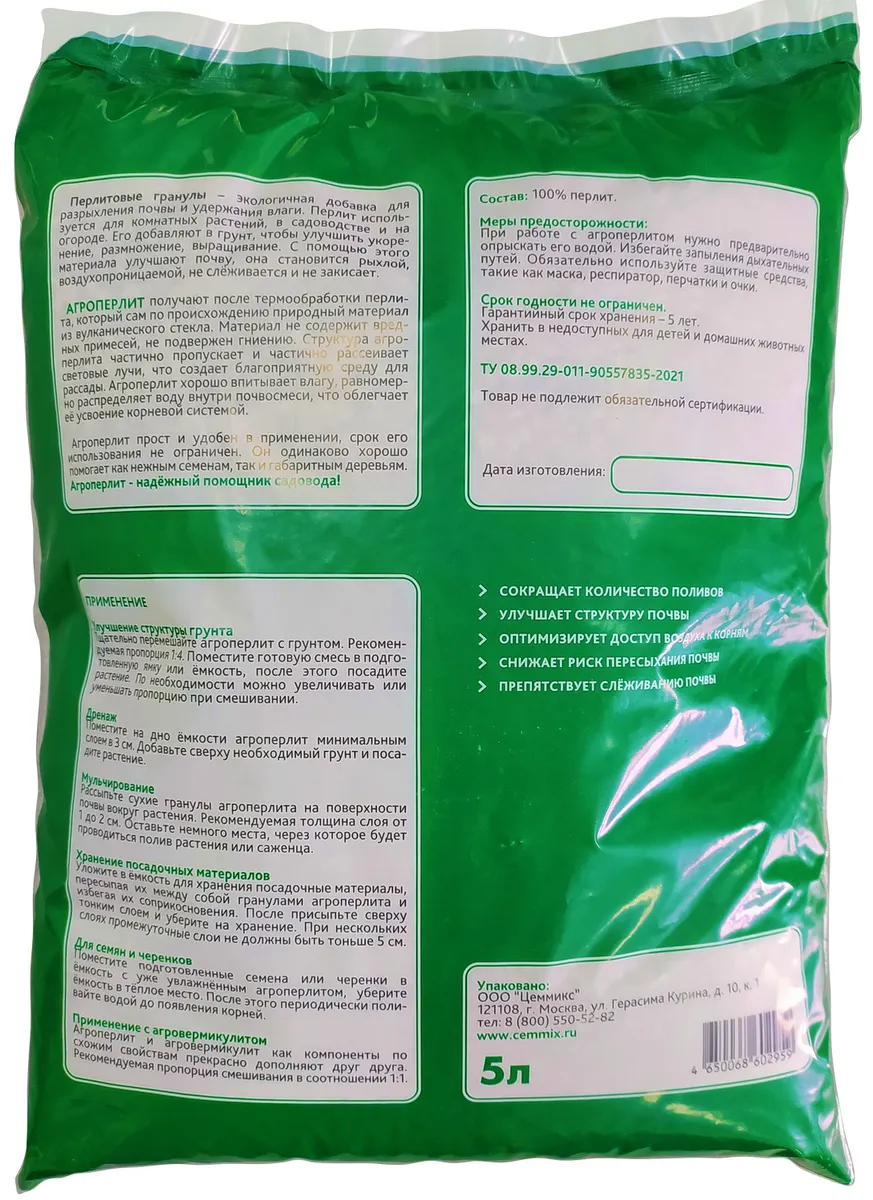 Перлитовые гранулы – экологичная добавка для
разрыхления почвы и удержания влаги. Перлит исполь-
зуется для комнатных растений, в садоводстве и на
огороде. Его добавляют в грунт, чтобы улучшить укоре-
нение, размножение, выращивание. С помощью этого
материала улучшают почву, она становится рыхлой,
воздухопроницаемой, не слёживается и не закисает.
АГРОПЕРЛИТ получают после термообработки перли-
та, который сам по происхождению природный материал
из вулканического стекла. Материал не содержит вред-
ных примесей, не подвержен гниению. Структура агро-
перлита частично пропускает и частично рассеивает
световые лучи, что создает благоприятную среду для
рассады. Агроперлит хорошо впитывает влагу, равномер-
но распределяет воду внутри почвосмеси, что облегчает
её усвоение корневой системой.
Агроперлит прост и удобен в применении, срок его
использования не ограничен. Он одинаково хорошо
помогает как нежным семенам, так и габаритным деревьям.
Агроперлит - надёжный помощник садовода!
Состав: 100% перлит.
Меры предосторожности:
При работе с агроперлитом нужно предварительно
опрыскать его водой. Избегайте запыления дыхательных
путей. Обязательно используйте защитные средства,
такие как маска, респиратор, перчатки и очки.
Срок годности не ограничен.
Гарантийный срок хранения – 5 лет.
Хранить в недоступных для детей и домашних животных
местах.
ТУ 08.99.29-011-90557835-2021
Товар не подлежит обязательной сертификации.
Дата изготовления:
ПРИМЕНЕНИЕ
Улучшение структуры грунта
Тщательно перемешайте агроперлит с грунтом. Рекомен-
дуемая пропорция 1:4. Поместите готовую смесь в подго-
товленную ямку или ёмкость, после этого посадите
растение. По необходимости можно увеличивать или
уменьшать пропорцию при смешивании.
Дренаж
Поместите на дно ёмкости агроперлит минимальным
слоем в 3 см. Добавьте сверху необходимый грунт и поса-
дите растение.
Мульчирование
Рассыпьте сухие гранулы агроперлита на поверхности
почвы вокруг растения. Рекомендуемая толщина слоя от
1 до 2 см. Оставьте немного места, через которое будет
проводиться полив растения или саженца.
Хранение посадочных материалов
Уложите в ёмкость для хранения посадочные материалы,
пересыпая их между собой гранулами агроперлита и
избегая их соприкосновения. После присыпьте сверху
тонким слоем и уберите на хранение. При нескольких
слоях промежуточные слои не должны быть тоньше 5 см.
Для семян и черенков
Поместите подготовленные семена или черенки в
ёмкость с уже увлажнённым агроперлитом, уберите
ёмкость в тёплое место. После этого периодически поли-
вайте водой до появления корней.
Применение с агровермикулитом
Агроперлит и агровермикулит как компоненты по
схожим свойствам прекрасно дополняют друг друга.
Рекомендуемая пропорция смешивания в соотношении 1:1.
СОКРАЩАЕТ КОЛИЧЕСТВО ПОЛИВОВ
УЛУЧШАЕТ СТРУКТУРУ ПОЧВЫ
ОПТИМИЗИРУЕТ ДОСТУП ВОЗДУХА К КОРНЯМ
СНИЖАЕТ РИСК ПЕРЕСЫХАНИЯ ПОЧВЫ
ПРЕПЯТСТВУЕТ СЛЁЖИВАНИЮ ПОЧВЫ
Упаковано:
ООО "Цеммикс"
121108, г. Москва, ул. Герасима Курина, д. 10, к. 1
тел: 8 (800) 550-52-82
www.cemmix.ru
5л
4 650068 602959